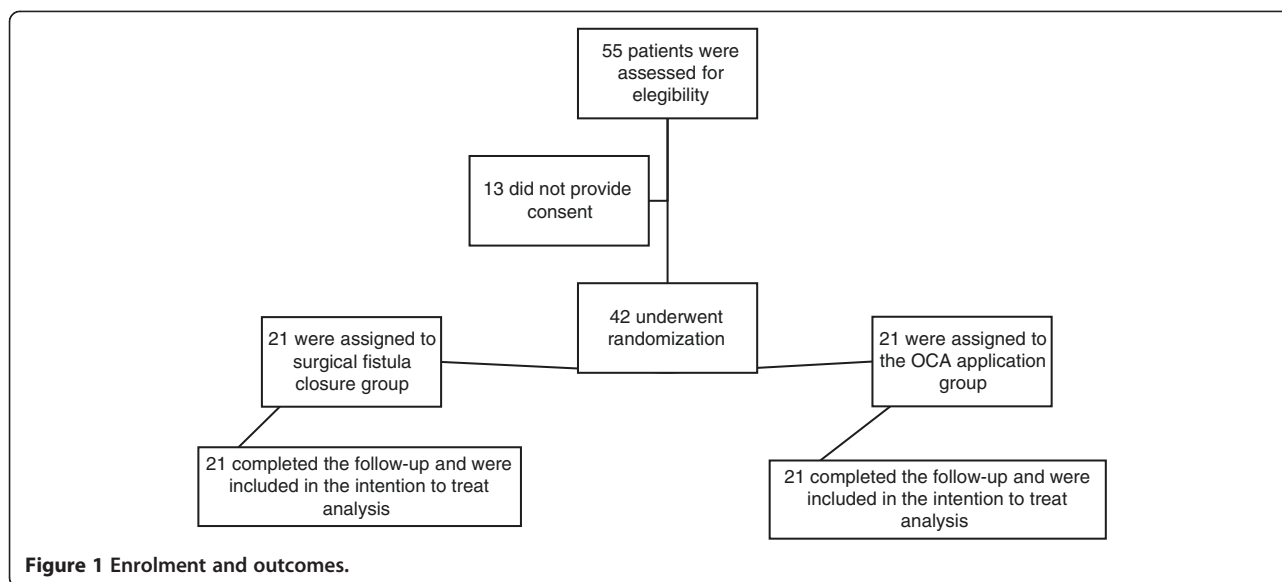 55 patients were
assessed for
elegibility
13 did not provide
consent
42 underwent
randomization
21 were assigned to
surgical fistula
closure group
21 were assigned to
the OCA application
group
21 completed the follow-up and were
included in the intention to treat
analysis
21 completed the follow-up and were
included in the intention to treat
analysis
Figure 1 Enrolment and outcomes.